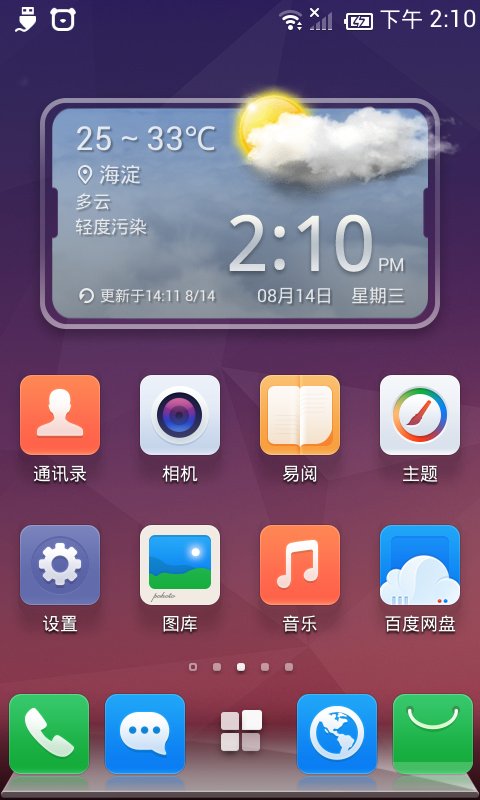 下午 2:10
25 ~ 33℃
海淀
多云
轻度污染
2:10 PM
更新于14:11 8/14 08月14日 星期三
通讯录 相机 易阅 主题
pohoto
设置 图库 音乐 百度网盘